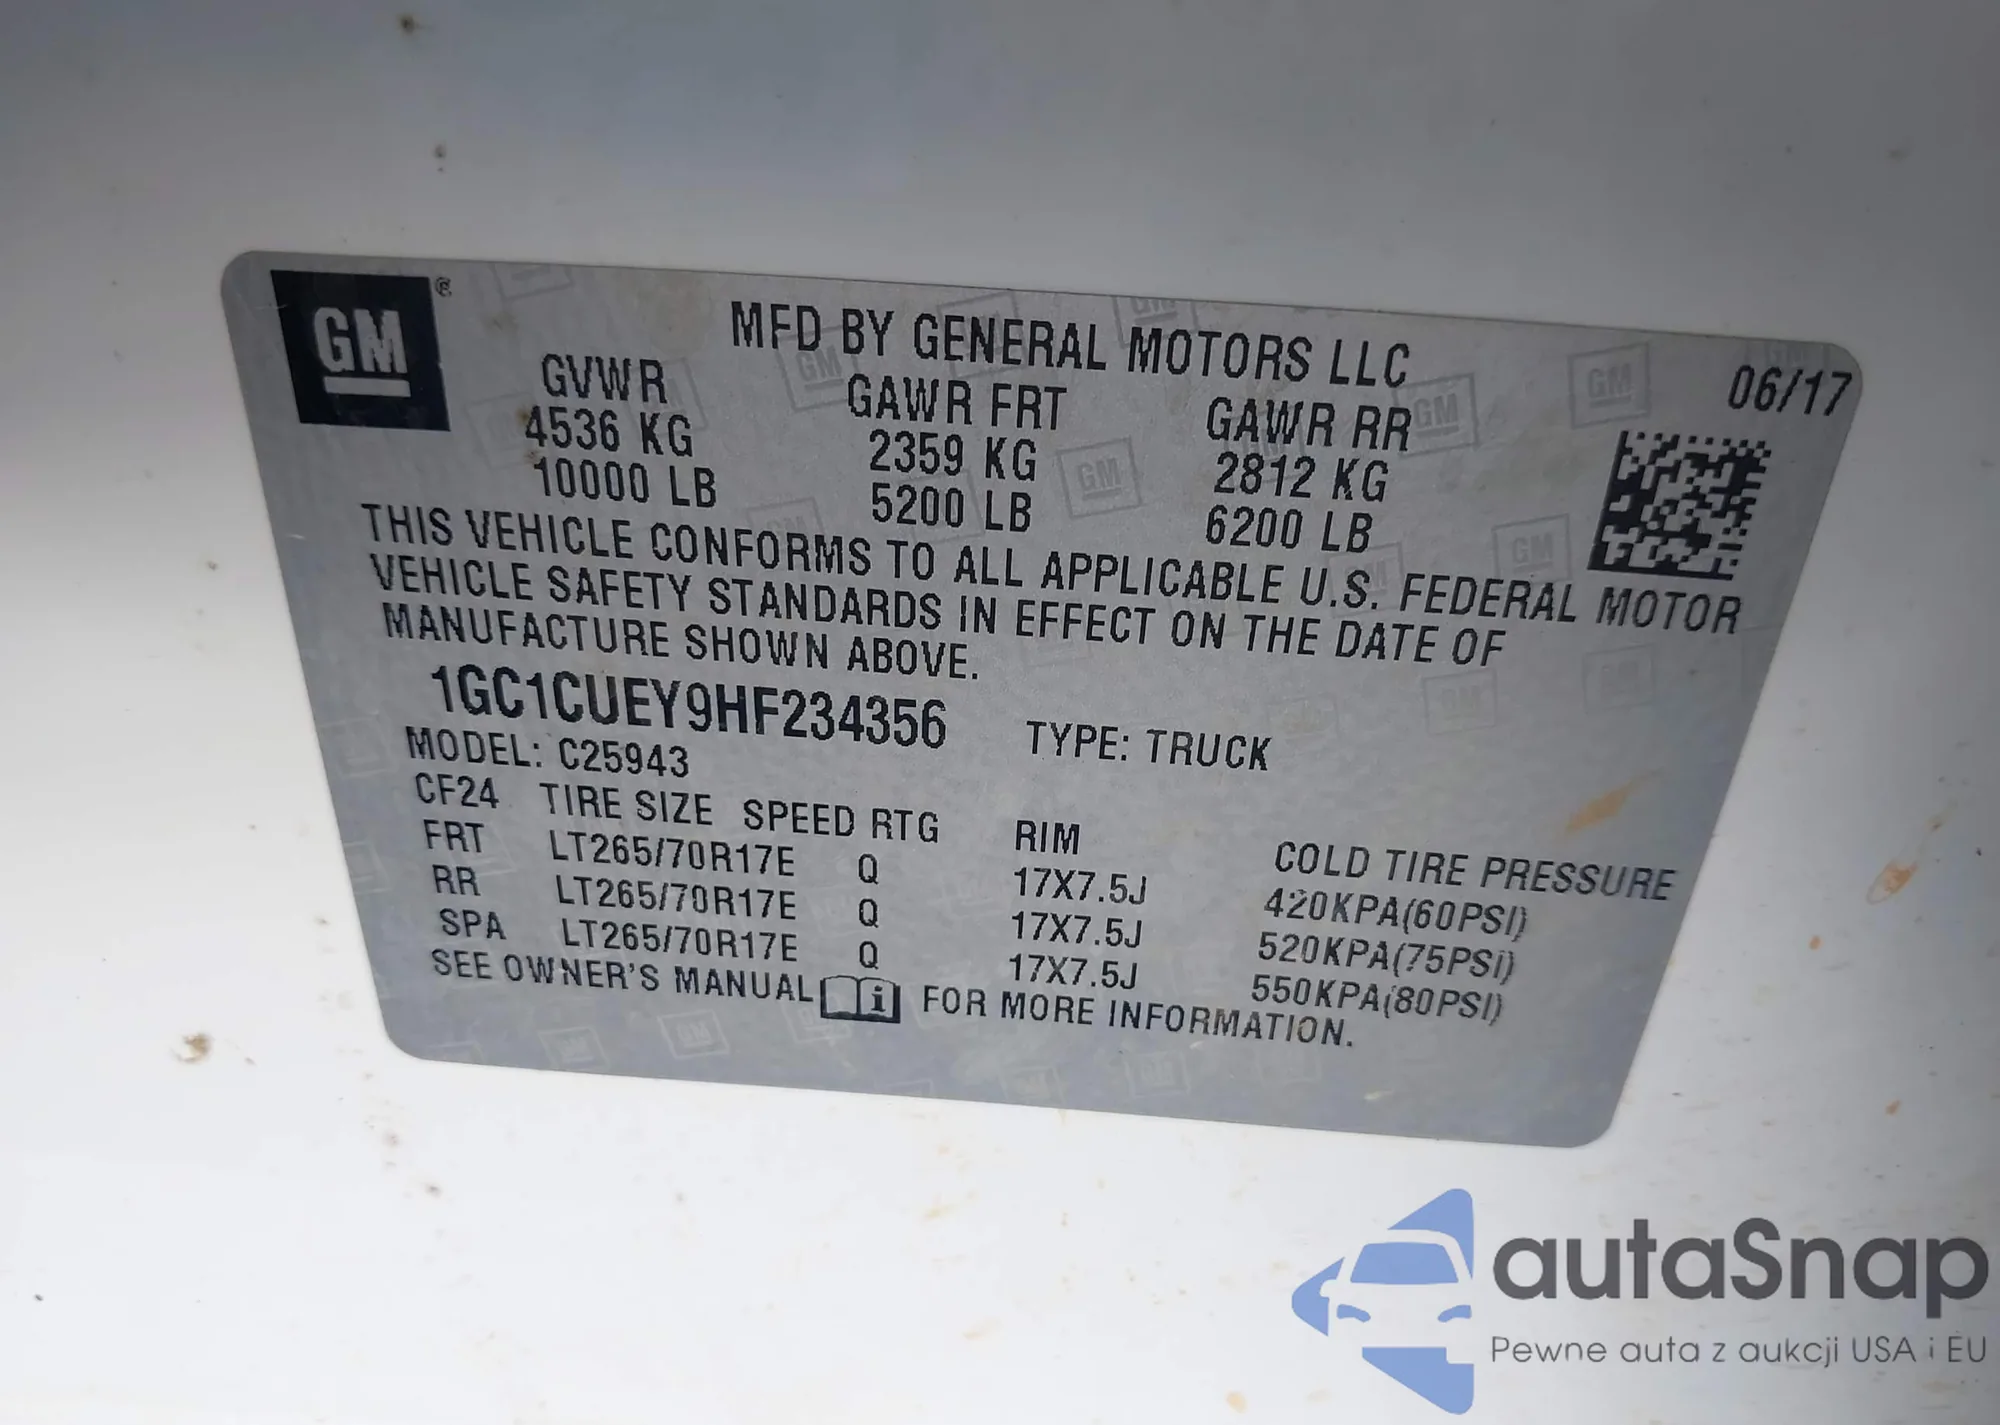 GM ®
MFD BY GENERAL MOTORS LLC
06/17
GVWR GAWR FRT GAWR RR
4536 KG 2359 KG 2812 KG
10000 LB 5200 LB 6200 LB
THIS VEHICLE CONFORMS TO ALL APPLICABLE U.S. FEDERAL MOTOR
VEHICLE SAFETY STANDARDS IN EFFECT ON THE DATE OF
MANUFACTURE SHOWN ABOVE.
1GC1CUEY9HF234356 TYPE: TRUCK
MODEL: C25943
CF24 TIRE SIZE SPEED RTG RIM COLD TIRE PRESSURE
FRT LT265/70R17E Q 17X7.5J 420KPA(60PSI)
RR LT265/70R17E Q 17X7.5J 520KPA(75PSI)
SPA LT265/70R17E Q 17X7.5J 550KPA(80PSI)
SEE OWNER'S MANUAL i FOR MORE INFORMATION.
autaSnap
Pewne auta z aukcji USA i EU